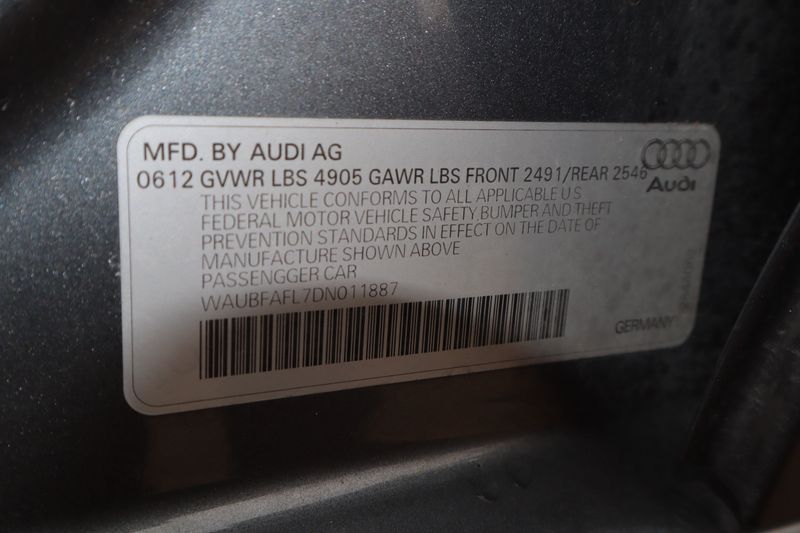 MFD. BY AUDI AG
0612 GVWR LBS 4905 GAWR LBS FRONT 2491/REAR 2546
Audi
THIS VEHICLE CONFORMS TO ALL APPLICABLE U S
FEDERAL MOTOR VEHICLE SAFETY, BUMPER AND THEFT
PREVENTION STANDARDS IN EFFECT ON THE DATE OF
MANUFACTURE SHOWN ABOVE
PASSENGGER CAR
WAUBFAFL7DN011887
GERMANY